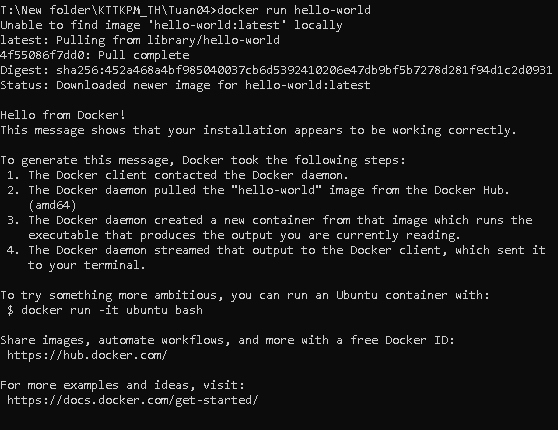 T:\New folder\KTTKPM_TH\Tuan04>docker run hello-world
Unable to find image 'hello-world:latest' locally
latest: Pulling from library/hello-world
4f55086f7dd0: Pull complete
Digest: sha256:452a468a4bf985040037cb6d5392410206e47db9bf5b7278d281f94d1c2d0931
Status: Downloaded newer image for hello-world:latest
Hello from Docker!
This message shows that your installation appears to be working correctly.
To generate this message, Docker took the following steps:
1. The Docker client contacted the Docker daemon.
2. The Docker daemon pulled the "hello-world" image from the Docker Hub.
(amd64)
3. The Docker daemon created a new container from that image which runs the
executable that produces the output you are currently reading.
4. The Docker daemon streamed that output to the Docker client, which sent it
to your terminal.
To try something more ambitious, you can run an Ubuntu container with:
$ docker run -it ubuntu bash
Share images, automate workflows, and more with a free Docker ID:
https://hub.docker.com/
For more examples and ideas, visit:
https://docs.docker.com/get-started/